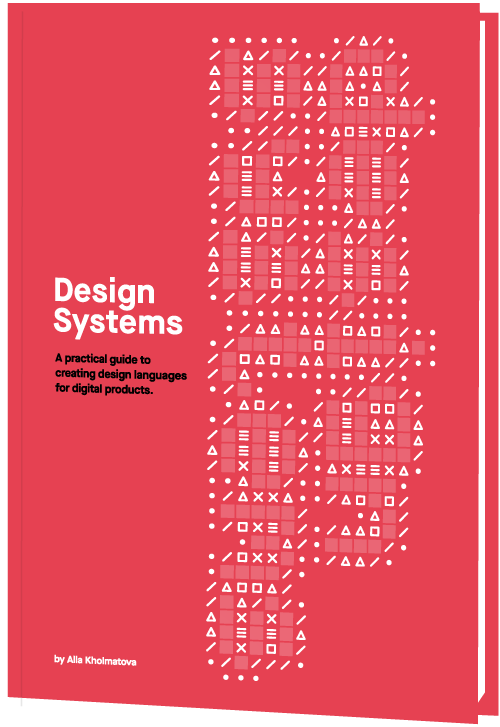 Design
Systems
A practical guide to
creating design languages
for digital products.
by Alla Kholmatova